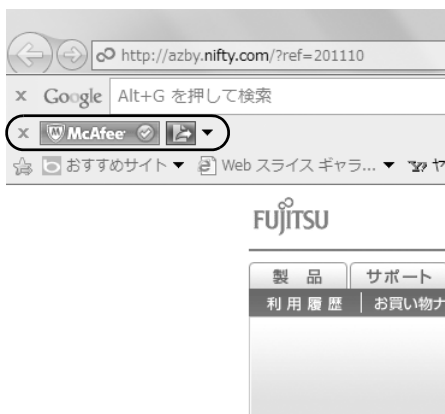 http://azby.nifty.com/?ref=201110
x Google Alt+G を押して検索
x McAfee
おすすめサイト ▼ Web スライス ギャラ... ▼ ヤ
FUJITSU
製 品 サポート
利用履歴 お買い物ナ